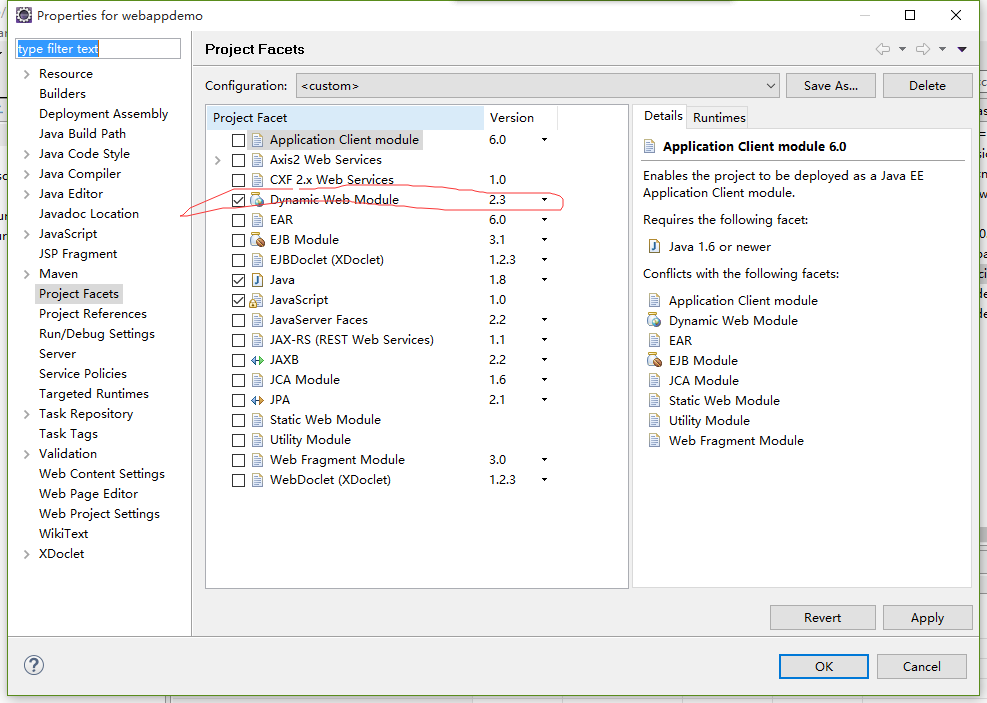 Properties for webappdemo
type filter text
Resource
Builders
Deployment Assembly
Java Build Path
Java Code Style
Java Compiler
Java Editor
Javadoc Location
JavaScript
JSP Fragment
Maven
Project Facets
Project References
Run/Debug Settings
Server
Service Policies
Targeted Runtimes
Task Repository
Task Tags
Validation
Web Content Settings
Web Page Editor
Web Project Settings
WikiText
XDoclet
Project Facets
Configuration: <custom> Save As... Delete
Project Facet Version
Application Client module 6.0
Axis2 Web Services
CXF 2.x Web Services 1.0
Dynamic Web Module 2.3
EAR 6.0
EJB Module 3.1
EJBDoclet (XDoclet) 1.2.3
Java 1.8
JavaScript 1.0
JavaServer Faces 2.2
JAX-RS (REST Web Services) 1.1
JAXB 2.2
JCA Module 1.6
JPA 2.1
Static Web Module
Utility Module
Web Fragment Module 3.0
WebDoclet (XDoclet) 1.2.3
Details Runtimes
Application Client module 6.0
Enables the project to be deployed as a Java EE
Application Client module.
Requires the following facet:
Java 1.6 or newer
Conflicts with the following facets:
Application Client module
Dynamic Web Module
EAR
EJB Module
JCA Module
Static Web Module
Utility Module
Web Fragment Module
Revert Apply
OK Cancel